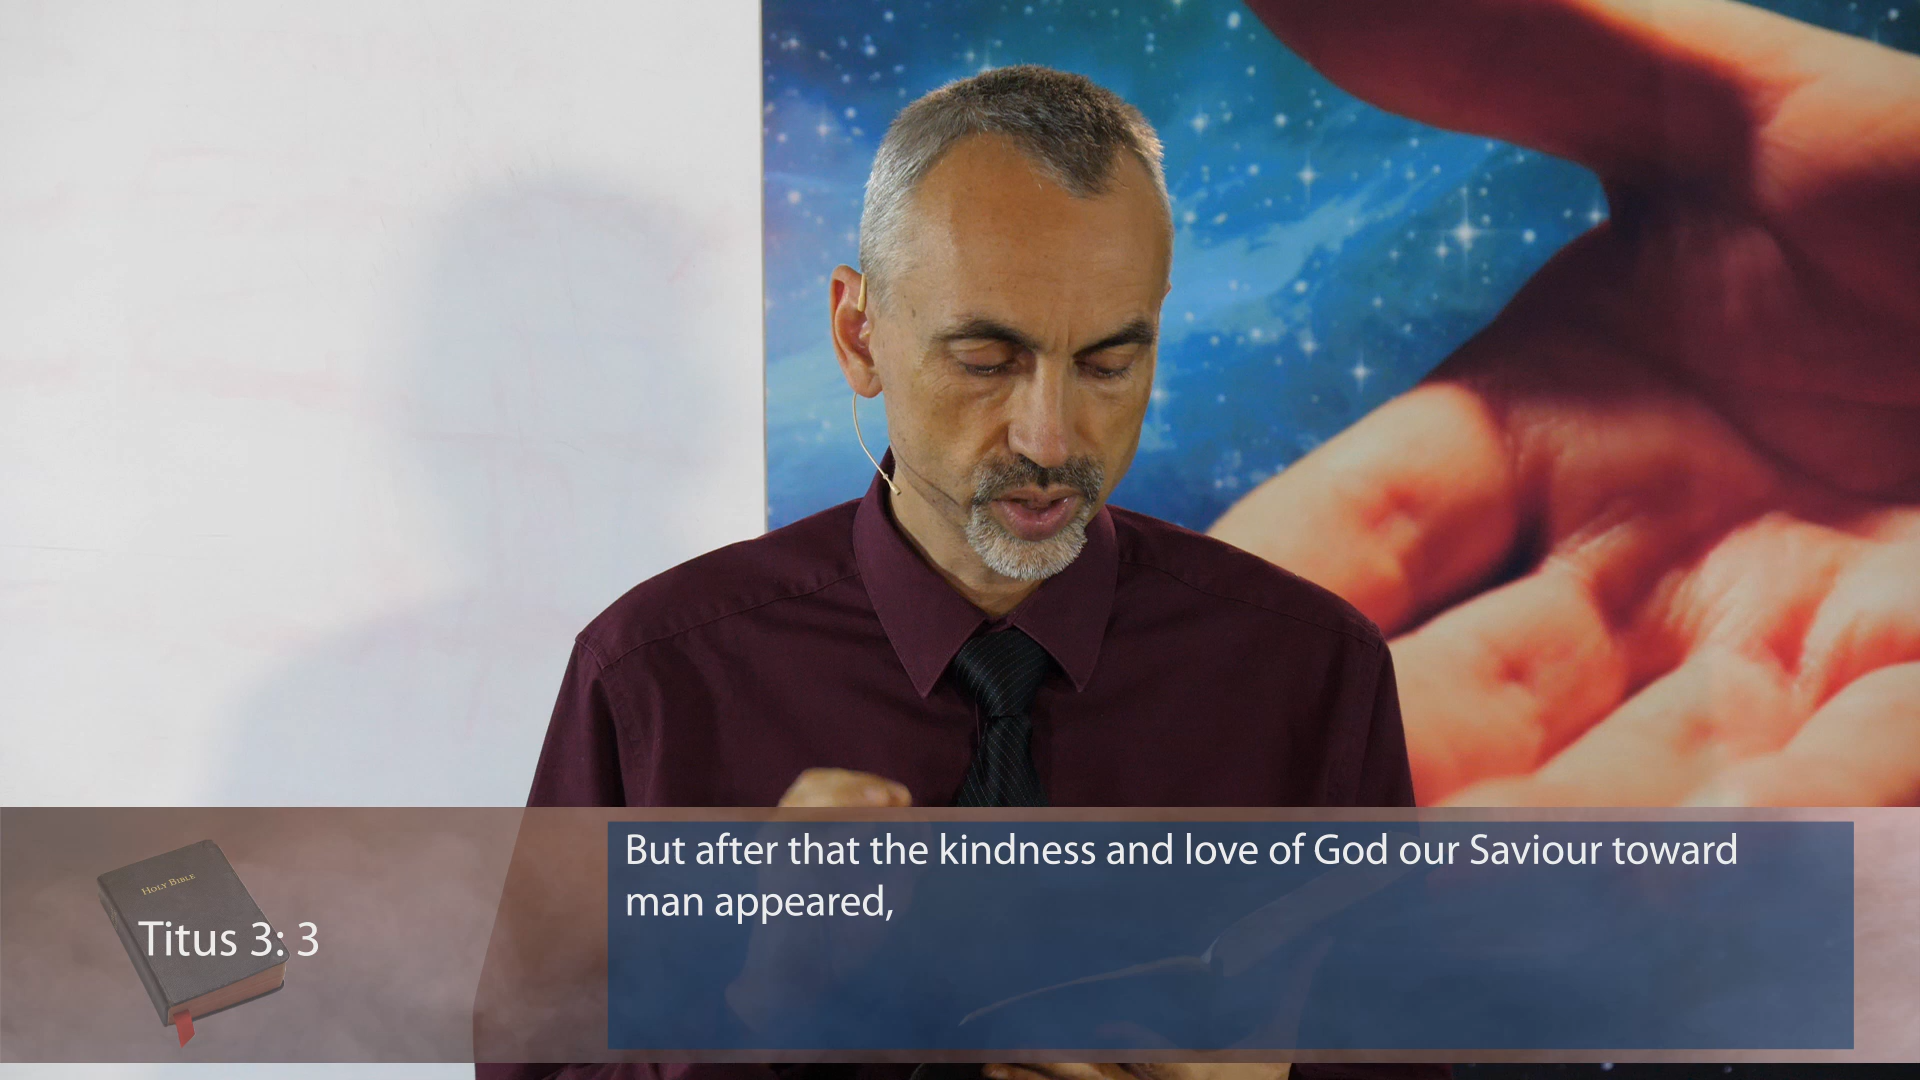 HOLY BIBLE
Titus 3: 3
But after that the kindness and love of God our Saviour toward
man appeared,